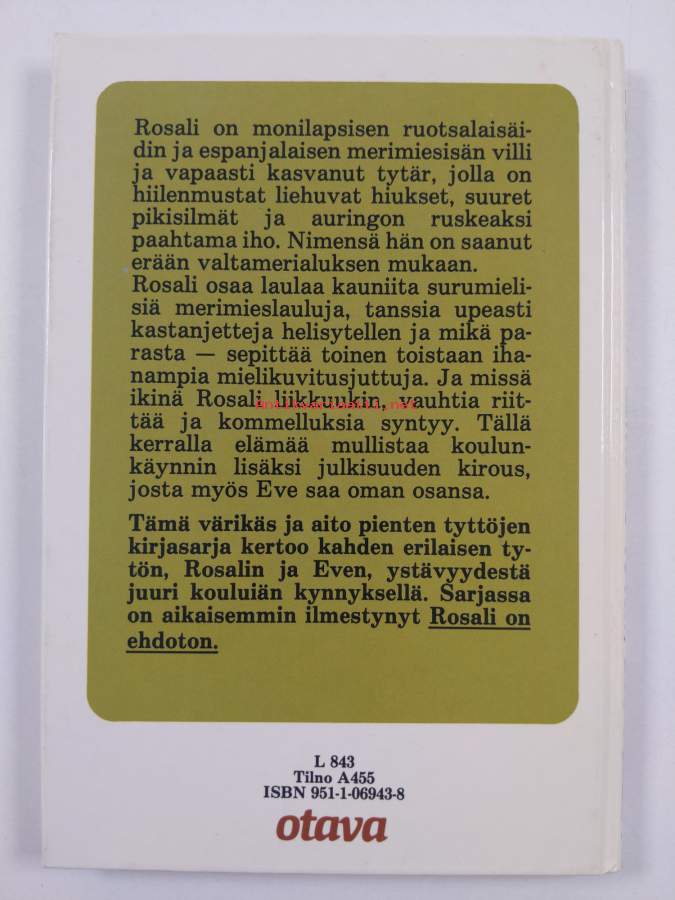 Rosali on monilapsisen ruotsalaisäi-
din ja espanjalaisen merimiesisän villi
ja vapaasti kasvanut tytär, jolla on
hiilenmustat liehuvat hiukset, suuret
pikisilmät ja auringon ruskeaksi
paahtama iho. Nimensä hän on saanut
erään valtamerialuksen mukaan.
Rosali osaa laulaa kauniita surumieli-
siä merimieslauluja, tanssia upeasti
kastanjetteja helisytellen ja mikä pa-
rasta — sepittää toinen toistaan iha-
nampia mielikuvitusjuttuja. Ja missä
ikinä Rosali liikkuukin, vauhtia riit-
Antikvariaatti.net
tää ja kommelluksia syntyy. Tällä
kerralla elämää mullistaa koulun-
käynnin lisäksi julkisuuden kirous,
josta myös Eve saa oman osansa.
Tämä värikäs ja aito pienten tyttöjen
kirjasarja kertoo kahden erilaisen ty-
tön, Rosalin ja Even, ystävyydestä
juuri kouluiän kynnyksellä. Sarjassa
on aikaisemmin ilmestynyt Rosali on
ehdoton.
L 843
Tilno A455
ISBN 951-1-06943-8
otava